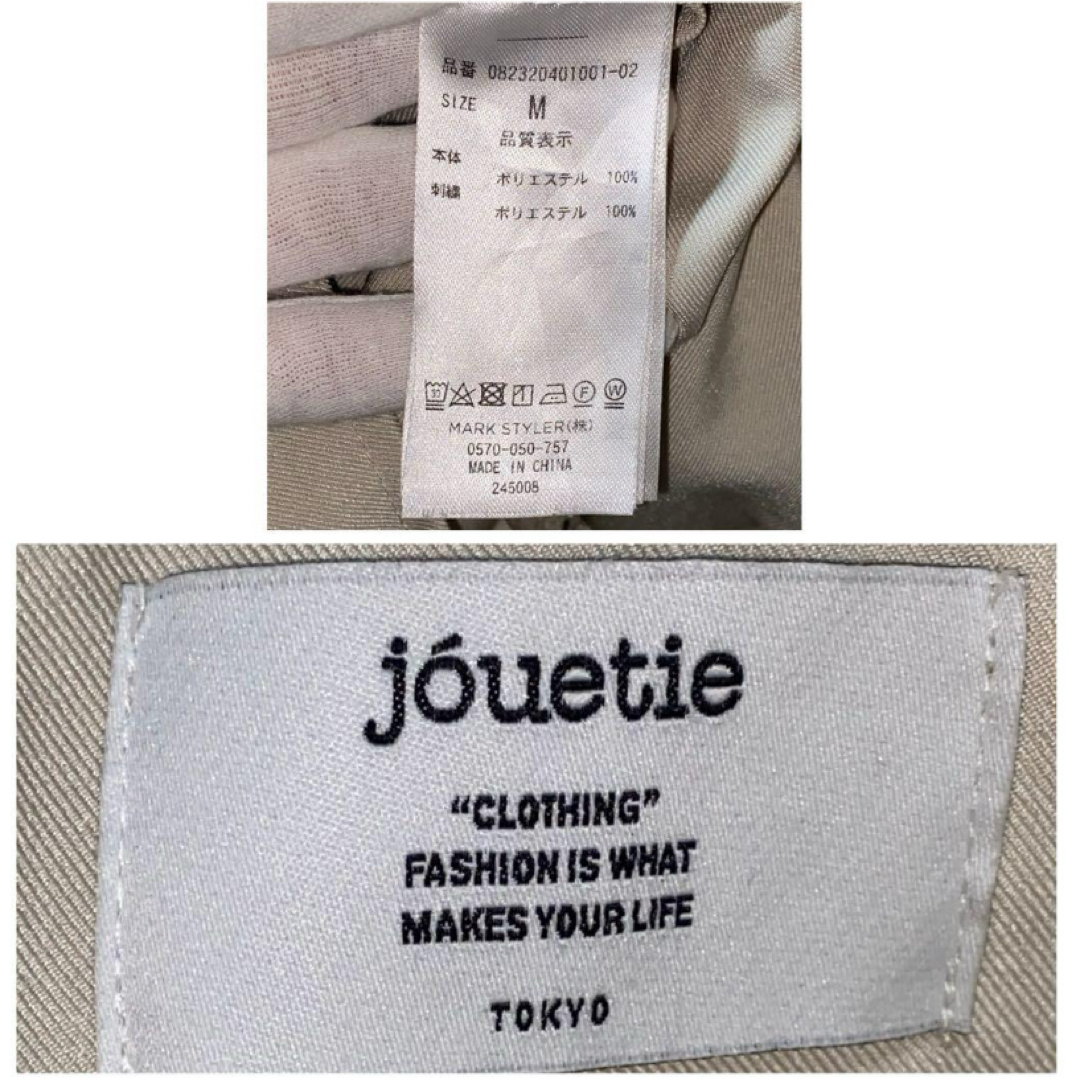 品番 082320401001-02
SIZE M
品質表示
本体 ポリエステル 100%
刺繍 ポリエステル 100%
30 F W
MARK STYLER(株)
0570-050-757
MADE IN CHINA
245008
jóuetie
“CLOTHING”
FASHION IS WHAT
MAKES YOUR LIFE
TOKYO